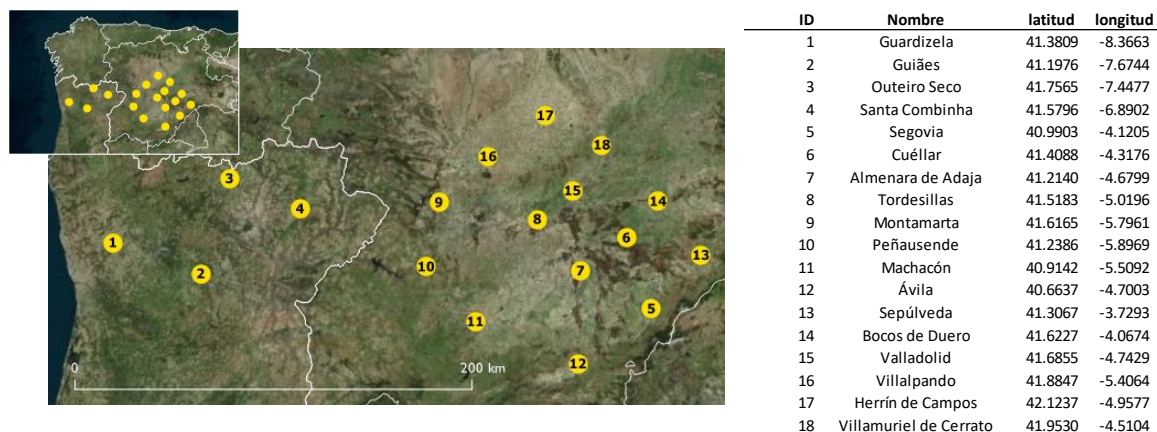 17
18
16
3
15
4
9
14
8
6
1
13
10
2
7
5
11
0
200 km
12
ID Nombre latitud longitud
1 Guardizela 41.3809 -8.3663
2 Guiães 41.1976 -7.6744
3 Outeiro Seco 41.7565 -7.4477
4 Santa Combinha 41.5796 -6.8902
5 Segovia 40.9903 -4.1205
6 Cuéllar 41.4088 -4.3176
7 Almenara de Adaja 41.2140 -4.6799
8 Tordesillas 41.5183 -5.0196
9 Montamarta 41.6165 -5.7961
10 Peñausende 41.2386 -5.8969
11 Machacón 40.9142 -5.5092
12 Ávila 40.6637 -4.7003
13 Sepúlveda 41.3067 -3.7293
14 Bocos de Duero 41.6227 -4.0674
15 Valladolid 41.6855 -4.7429
16 Villalpando 41.8847 -5.4064
17 Herrín de Campos 42.1237 -4.9577
18 Villamuriel de Cerrato 41.9530 -4.5104